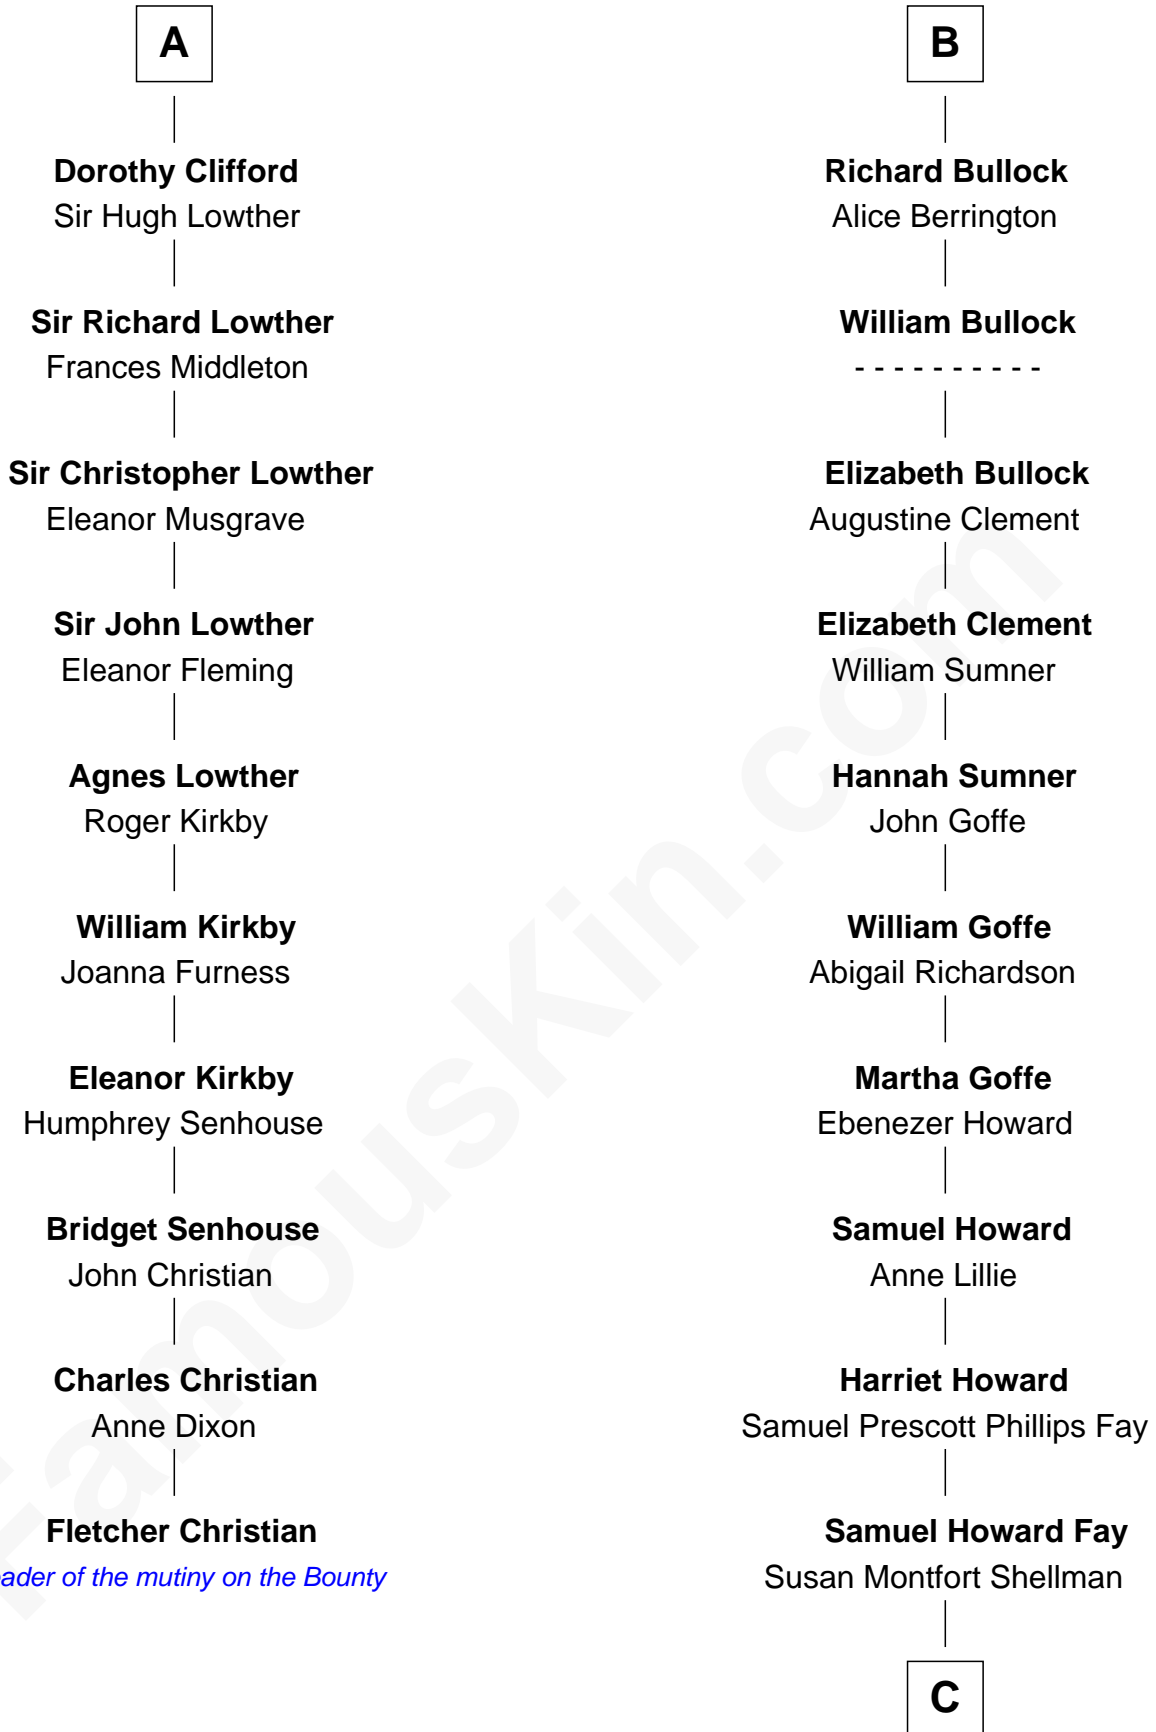 A
Dorothy Clifford
Sir Hugh Lowther
Sir Richard Lowther
Frances Middleton
Sir Christopher Lowther
Eleanor Musgrave
Sir John Lowther
Eleanor Fleming
Agnes Lowther
Roger Kirkby
William Kirkby
Joanna Furness
Eleanor Kirkby
Humphrey Senhouse
Bridget Senhouse
John Christian
Charles Christian
Anne Dixon
Fletcher Christian
of the mutiny on the Bounty
B
Richard Bullock
Alice Berrington
William Bullock
- - - - - - - - - -
Elizabeth Bullock
Augustine Clement
Elizabeth Clement
William Sumner
Hannah Sumner
John Goffe
William Goffe
Abigail Richardson
Martha Goffe
Ebenezer Howard
Samuel Howard
Anne Lillie
Harriet Howard
Samuel Prescott Phillips Fay
Samuel Howard Fay
Susan Montfort Shellman
C
FamousKin.com